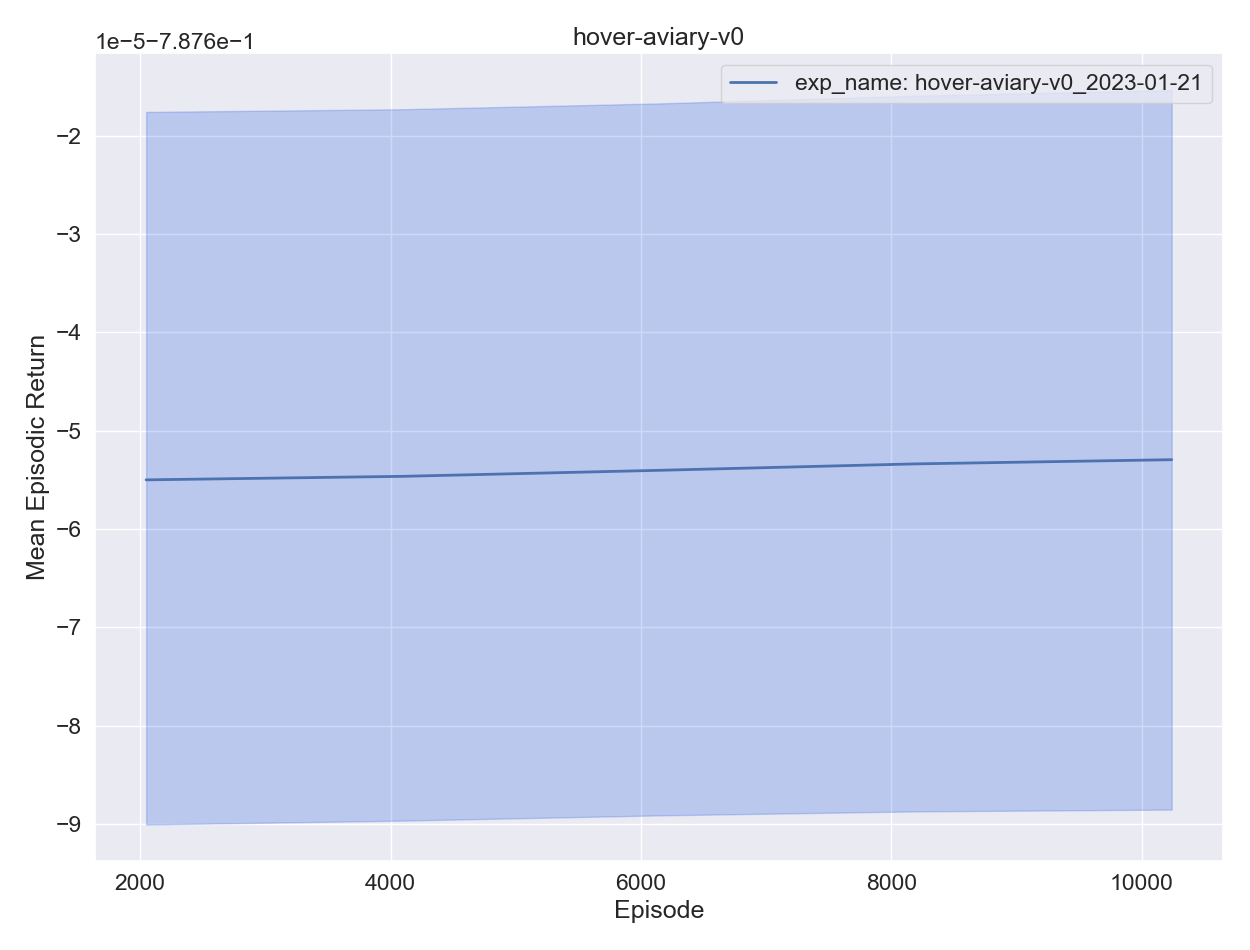 hover-aviary-v0
1e−5−7.876e−1
exp_name: hover-aviary-v0_2023-01-21
Mean Episodic Return
−2
−3
−4
−5
−6
−7
−8
−9
2000 4000 6000 8000 10000
Episode